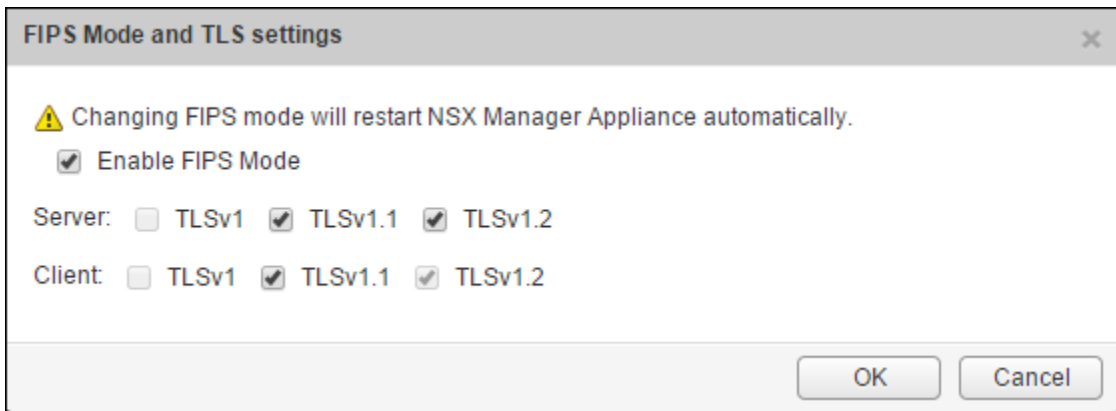 FIPS Mode and TLS settings
Changing FIPS mode will restart NSX Manager Appliance automatically.
Enable FIPS Mode
Server: TLSv1 TLSv1.1 TLSv1.2
Client: TLSv1 TLSv1.1 TLSv1.2
OK Cancel